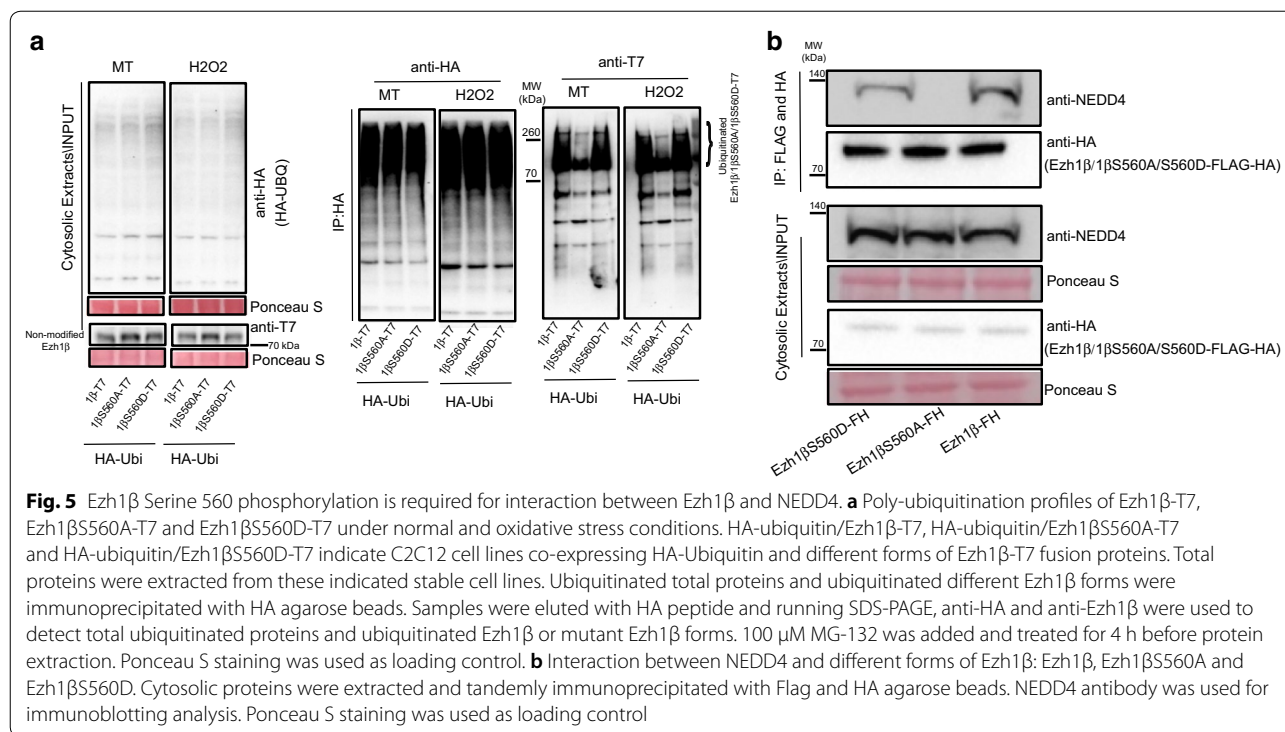 a
MT H2O2
Cytosolic Extracts\INPUT
anti-HA
(HA-UBQ)
Ponceau S
Non-modified
Ezh1β
anti-T7
70 kDa
Ponceau S
1β-T7
1βS560A-T7
1βS560D-T7
1β-T7
1βS560A-T7
1βS560D-T7
HA-Ubi HA-Ubi
anti-HA
MT H2O2
IP:HA
1β-T7
1βS560A-T7
1βS560D-T7
1β-T7
1βS560A-T7
1βS560D-T7
HA-Ubi
MW
(kDa)
260
70
anti-T7
MT H2O2
Ubiquitinated
Ezh1β/1βS560A/1βS560D-T7
1β-T7
1βS560A-T7
1βS560D-T7
1β-T7
1βS560A-T7
1βS560D-T7
HA-Ubi
b
MW
(kDa)
140
70
IP: FLAG and HA
anti-NEDD4
anti-HA
(Ezh1β/1βS560A/S560D-FLAG-HA)
Cytosolic Extracts\INPUT
140
anti-NEDD4
Ponceau S
70
anti-HA
(Ezh1β/1βS560A/S560D-FLAG-HA)
Ponceau S
Ezh1βS560D-FH
Ezh1βS560A-FH
Ezh1β-FH
Fig. 5 Ezh1β Serine 560 phosphorylation is required for interaction between Ezh1β and NEDD4. a Poly-ubiquitination profiles of Ezh1β-T7,
Ezh1βS560A-T7 and Ezh1βS560D-T7 under normal and oxidative stress conditions. HA-ubiquitin/Ezh1β-T7, HA-ubiquitin/Ezh1βS560A-T7
and HA-ubiquitin/Ezh1βS560D-T7 indicate C2C12 cell lines co-expressing HA-Ubiquitin and different forms of Ezh1β-T7 fusion proteins. Total
proteins were extracted from these indicated stable cell lines. Ubiquitinated total proteins and ubiquitinated different Ezh1β forms were
immunoprecipitated with HA agarose beads. Samples were eluted with HA peptide and running SDS-PAGE, anti-HA and anti-Ezh1β were used to
detect total ubiquitinated proteins and ubiquitinated Ezh1β or mutant Ezh1β forms. 100 µM MG-132 was added and treated for 4 h before protein
extraction. Ponceau S staining was used as loading control. b Interaction between NEDD4 and different forms of Ezh1β: Ezh1β, Ezh1βS560A and
Ezh1βS560D. Cytosolic proteins were extracted and tandemly immunoprecipitated with Flag and HA agarose beads. NEDD4 antibody was used for
immunoblotting analysis. Ponceau S staining was used as loading control